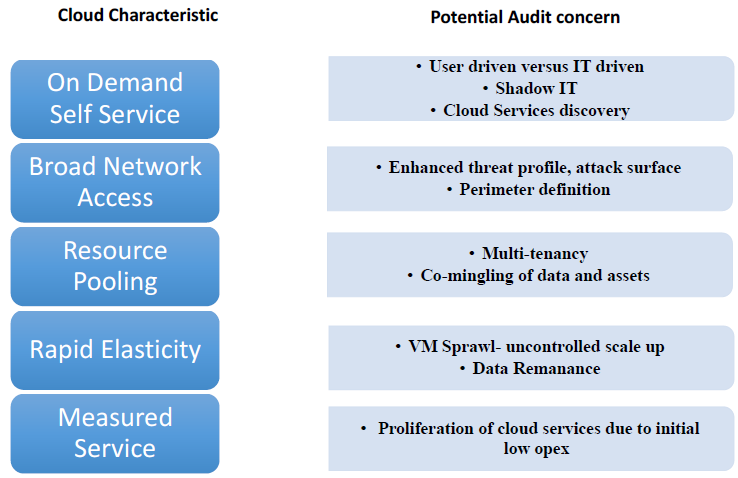 Cloud Characteristic
Potential Audit concern
On Demand
Self Service
• User driven versus IT driven
• Shadow IT
• Cloud Services discovery
Broad Network
Access
• Enhanced threat profile, attack surface
• Perimeter definition
Resource
Pooling
• Multi-tenancy
• Co-mingling of data and assets
Rapid Elasticity
• VM Sprawl- uncontrolled scale up
• Data Remanance
Measured
Service
• Proliferation of cloud services due to initial
low opex